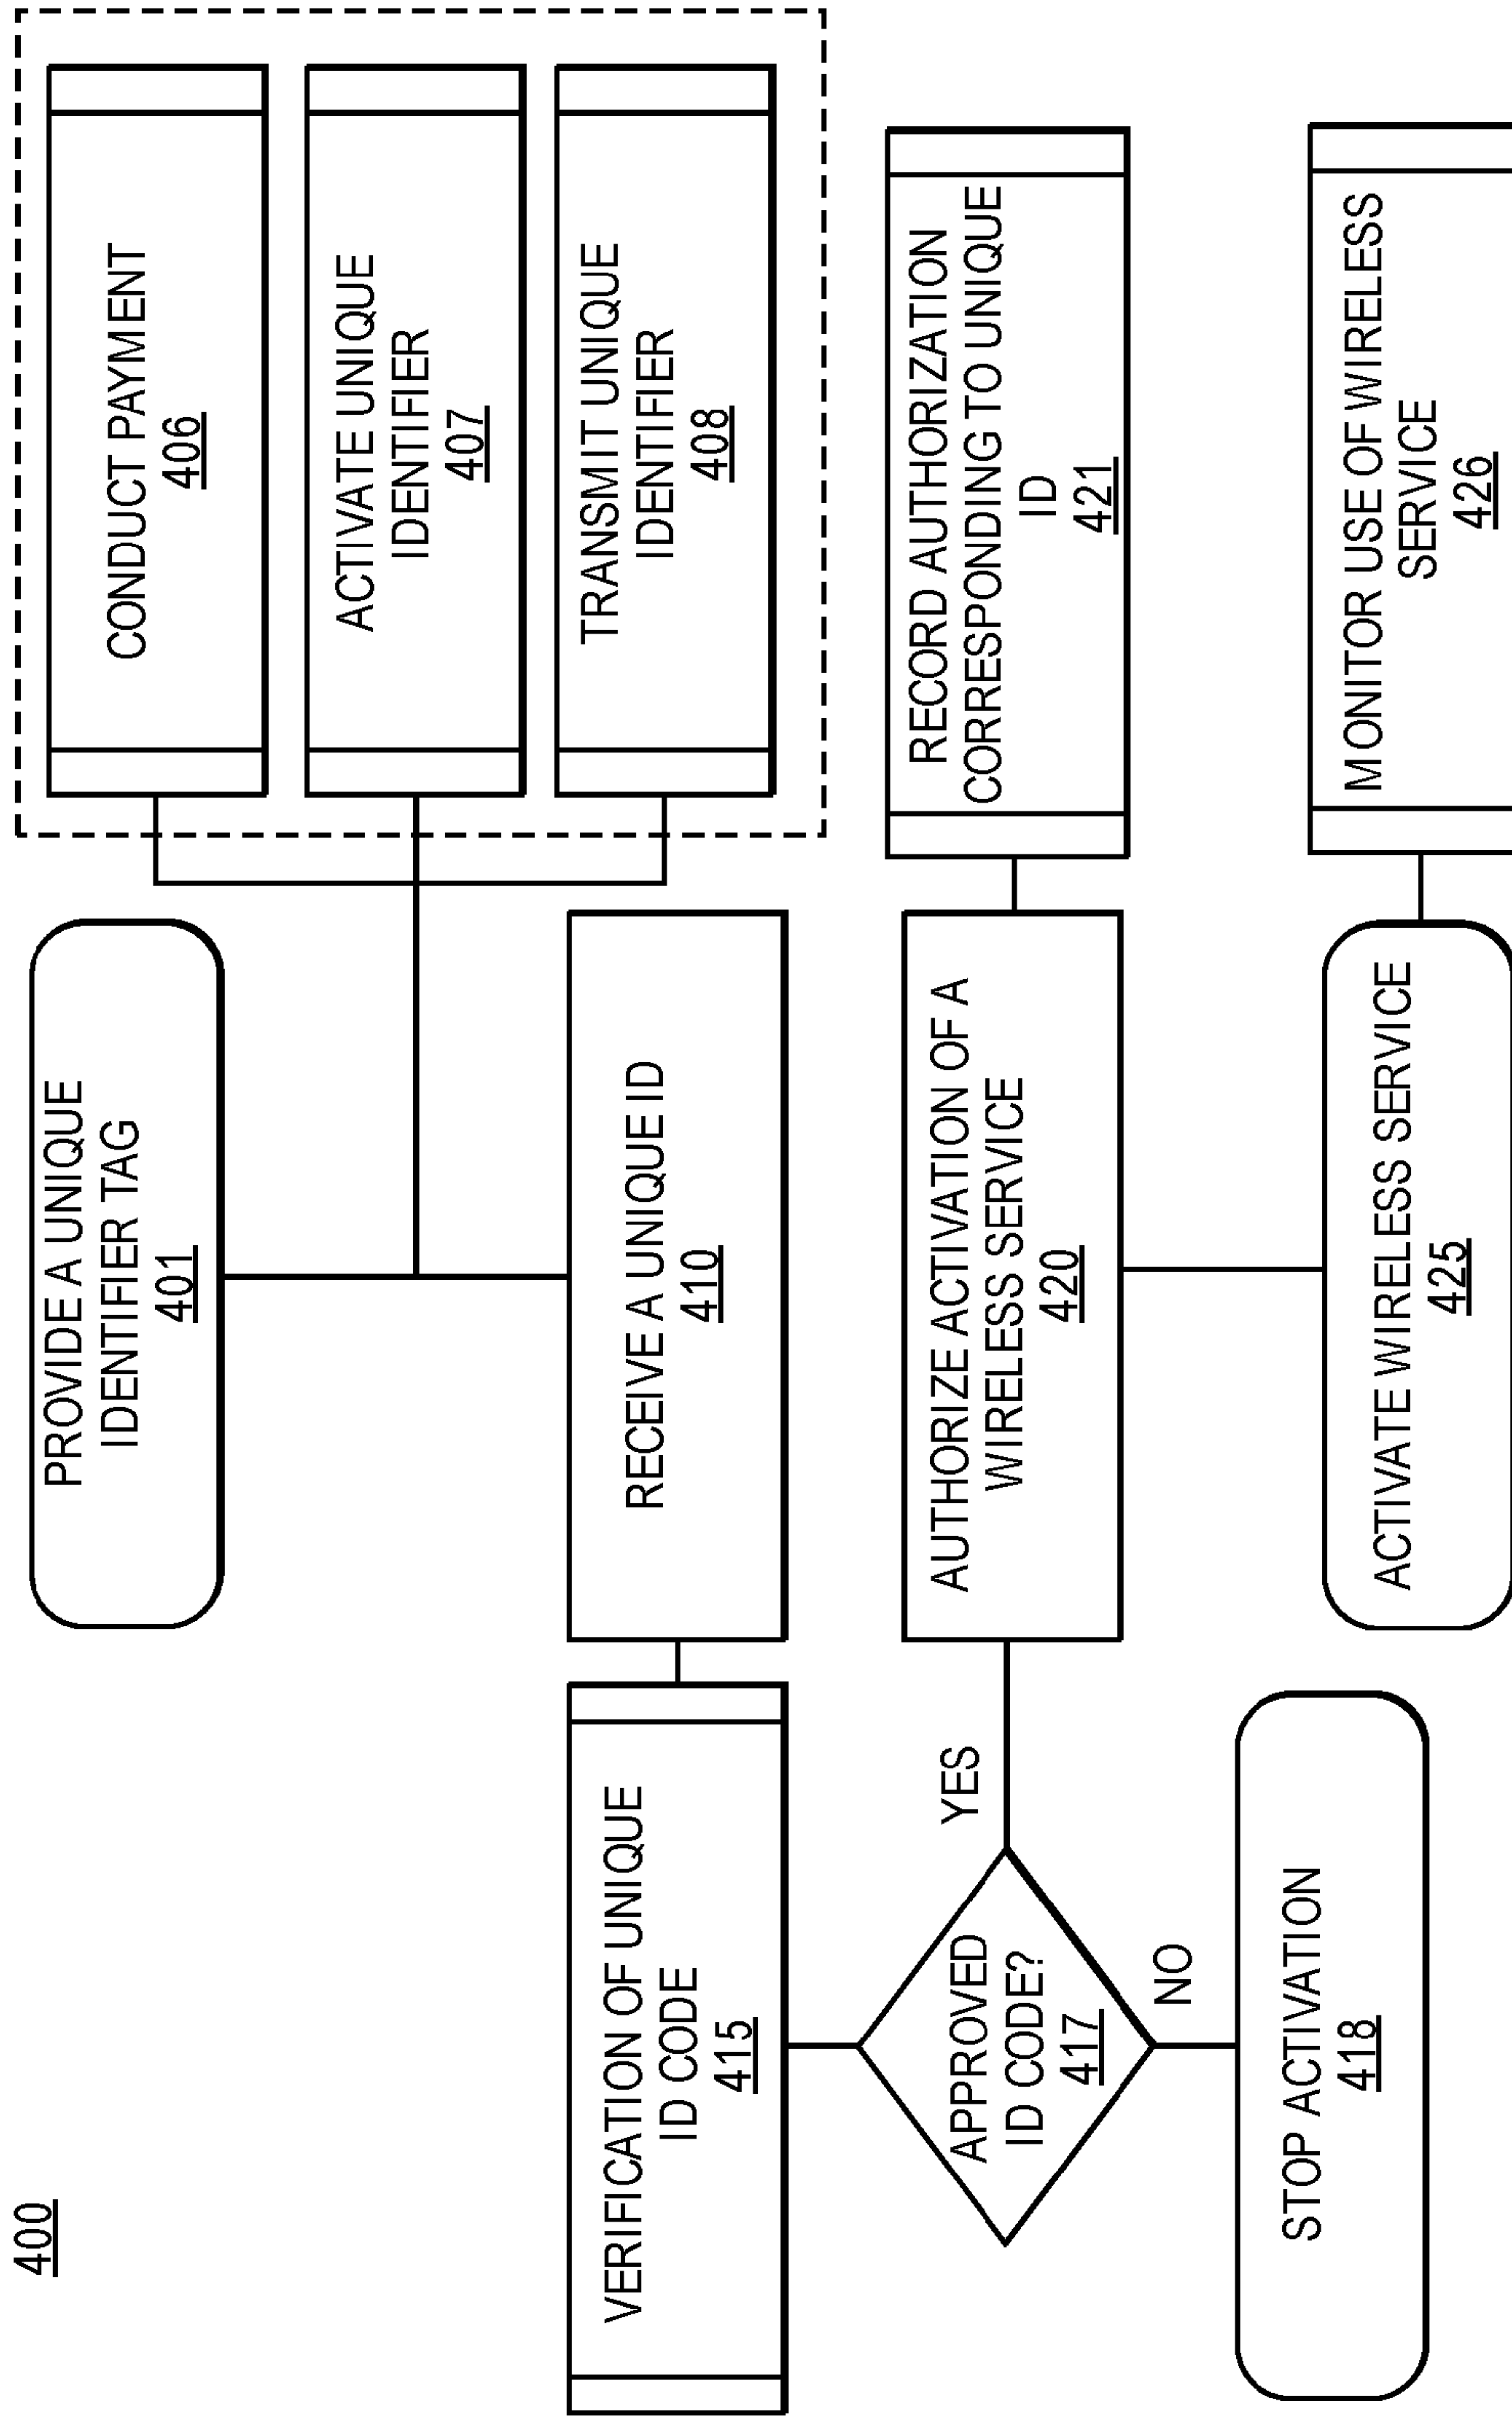 400
PROVIDE A UNIQUE
IDENTIFIER TAG
401
CONDUCT PAYMENT
406
ACTIVATE UNIQUE
IDENTIFIER
407
TRANSMIT UNIQUE
IDENTIFIER
408
RECEIVE A UNIQUE ID
410
VERIFICATION OF UNIQUE
ID CODE
415
APPROVED
ID CODE?
417
YES
NO
STOP ACTIVATION
418
AUTHORIZE ACTIVATION OF A
WIRELESS SERVICE
420
RECORD AUTHORIZATION
CORRESPONDING TO UNIQUE
ID
421
ACTIVATE WIRELESS SERVICE
425
MONITOR USE OF WIRELESS
SERVICE
426